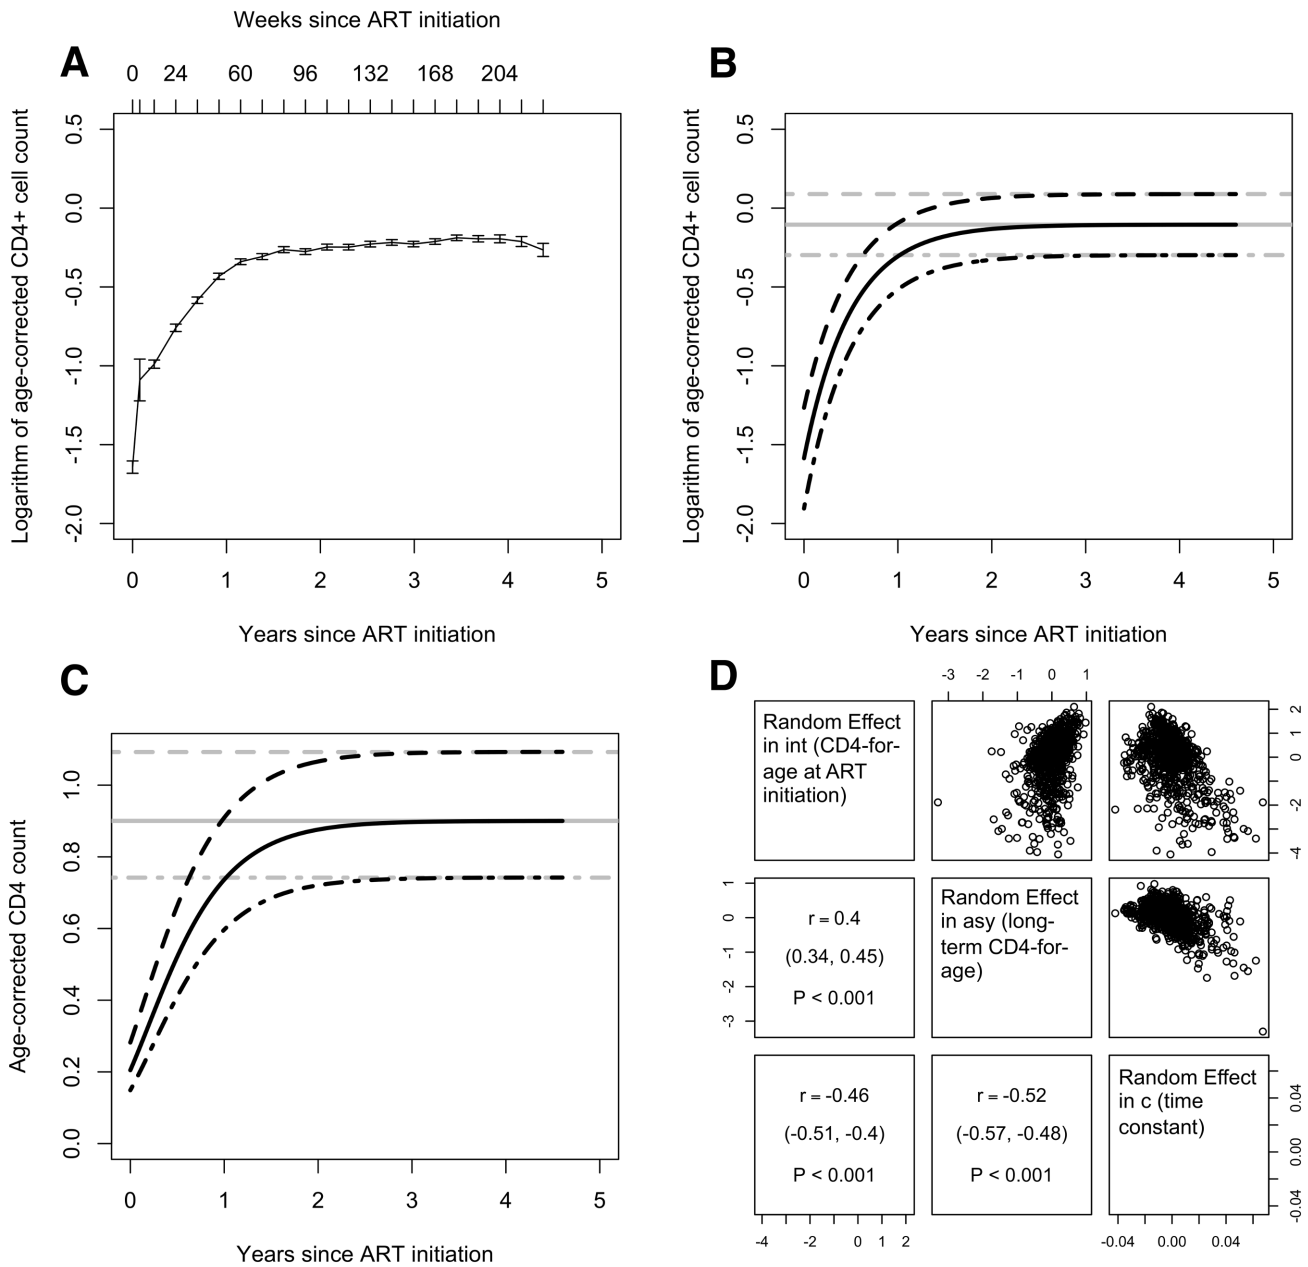 Weeks since ART initiation
A
0 24 60 96 132 168 204
Logarithm of age-corrected CD4+ cell count
0.5
0.0
-0.5
-1.0
-1.5
-2.0
0 1 2 3 4 5
Years since ART initiation
B
Logarithm of age-corrected CD4+ cell count
0.5
0.0
-0.5
-1.0
-1.5
-2.0
0 1 2 3 4 5
Years since ART initiation
C
Age-corrected CD4 count
1.0
0.8
0.6
0.4
0.2
0.0
0 1 2 3 4 5
Years since ART initiation
D
-3 -2 -1 0 1
Random Effect
in int (CD4-for-
age at ART
initiation)
2
1
0
-2
-4
1
0
-1
-2
-3
r = 0.4
(0.34, 0.45)
P < 0.001
Random Effect
in asy (long-
term CD4-for-
age)
r = -0.46
(-0.51, -0.4)
P < 0.001
r = -0.52
(-0.57, -0.48)
P < 0.001
Random Effect
in c (time
constant)
0.04
0.00
-0.04
-4 -2 0 1 2
-0.04 0.00 0.04